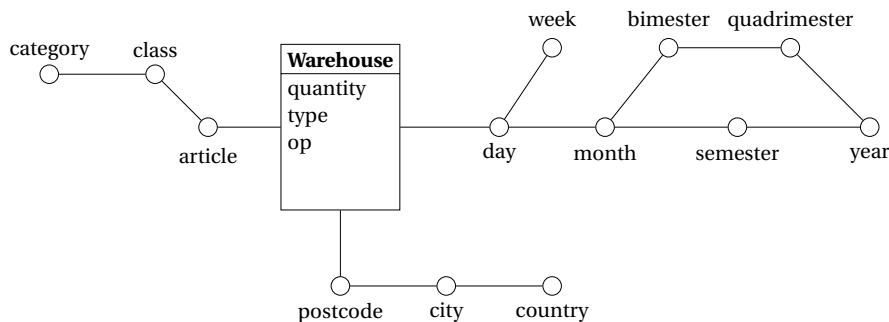 week
bimester
quadrimester
category
class
Warehouse
quantity
type
op
article
day
month
semester
year
postcode
city
country